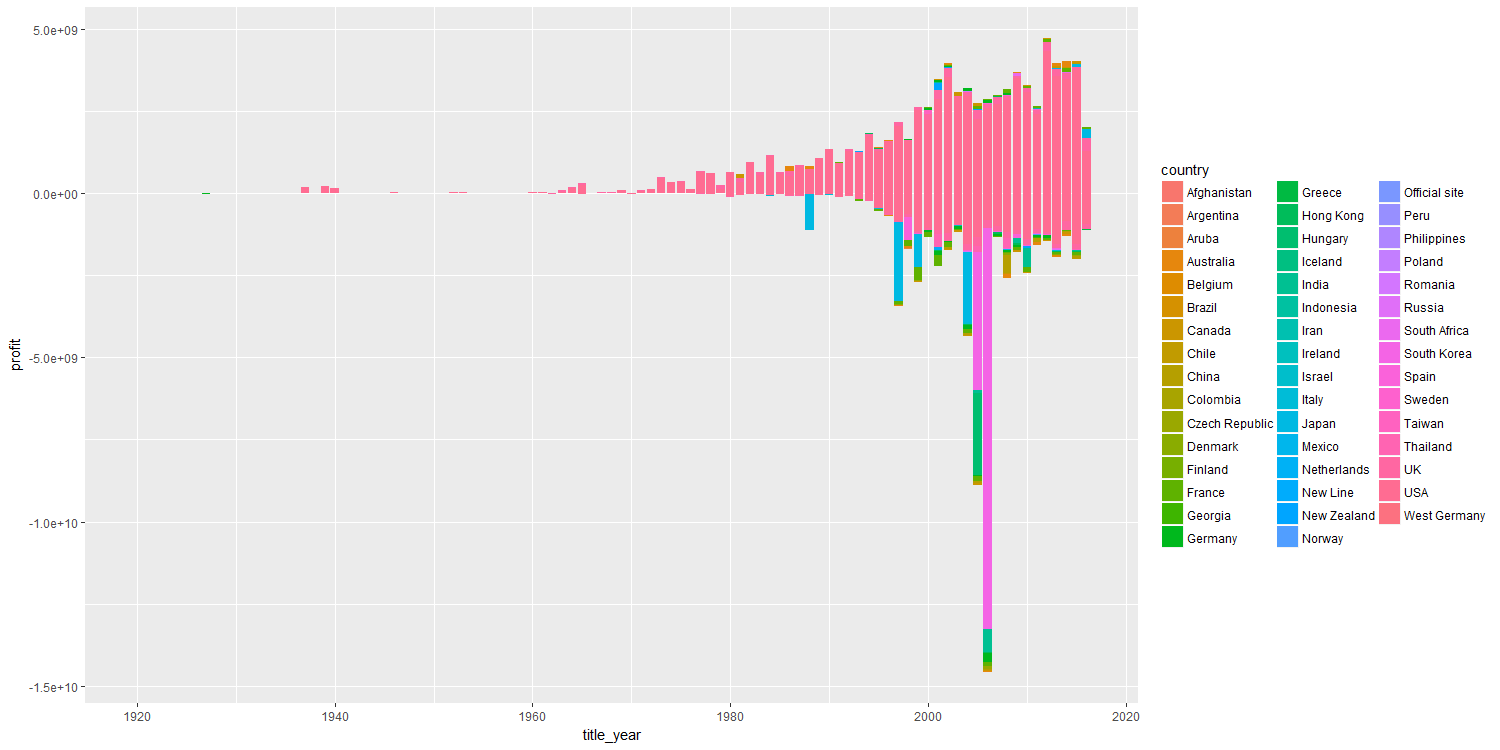 5.0e+09
0.0e+00
-5.0e+09
-1.0e+10
-1.5e+10
profit
1920 1940 1960 1980 2000 2020
title_year
country
Afghanistan Greece Official site
Argentina Hong Kong Peru
Aruba Hungary Philippines
Australia Iceland Poland
Belgium India Romania
Brazil Indonesia Russia
Canada Iran South Africa
Chile Ireland South Korea
China Israel Spain
Colombia Italy Sweden
Czech Republic Japan Taiwan
Denmark Mexico Thailand
Finland Netherlands UK
France New Line USA
Georgia New Zealand West Germany
Germany Norway